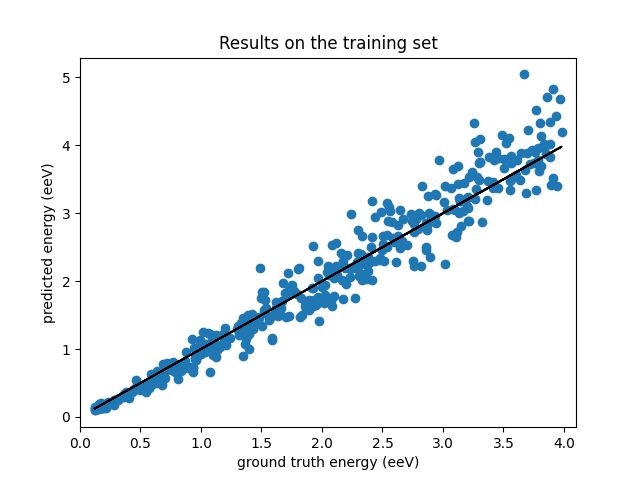 Results on the training set
predicted energy (eeV)
5
4
3
2
1
0
0.0 0.5 1.0 1.5 2.0 2.5 3.0 3.5 4.0
ground truth energy (eeV)